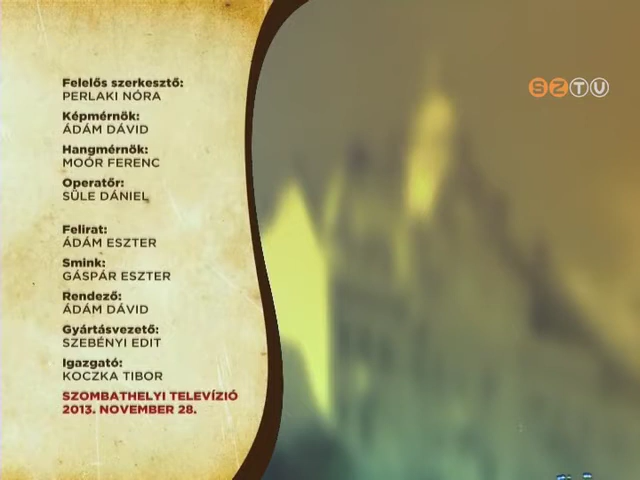 Felelős szerkesztő:
PERLAKI NÓRA
Képmérnök:
ÁDÁM DÁVID
Hangmérnök:
MOÓR FERENC
Operatőr:
SÜLE DÁNIEL
Felirat:
ÁDÁM ESZTER
Smink:
GÁSPÁR ESZTER
Rendező:
ÁDÁM DÁVID
Gyártásvezető:
SZEBÉNYI EDIT
Igazgató:
KOCZKA TIBOR
SZOMBATHELYI TELEVÍZIÓ
2013. NOVEMBER 28.
SZTV